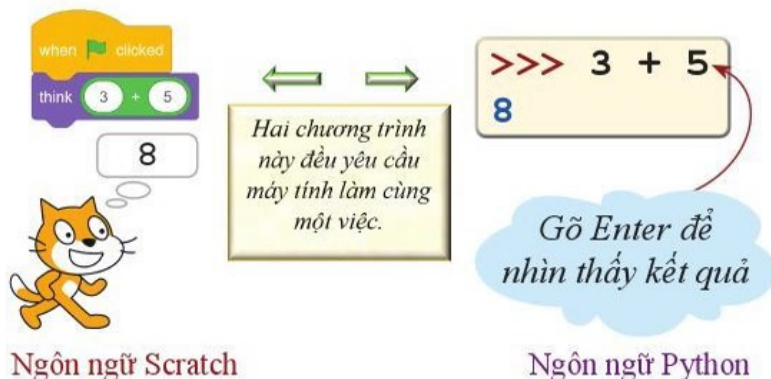 when clicked
think 3 + 5
8
Ngôn ngữ Scratch
Hai chương trình
này đều yêu cầu
máy tính làm cùng
một việc.
>>> 3 + 5
8
Gõ Enter để
nhìn thấy kết quả
Ngôn ngữ Python